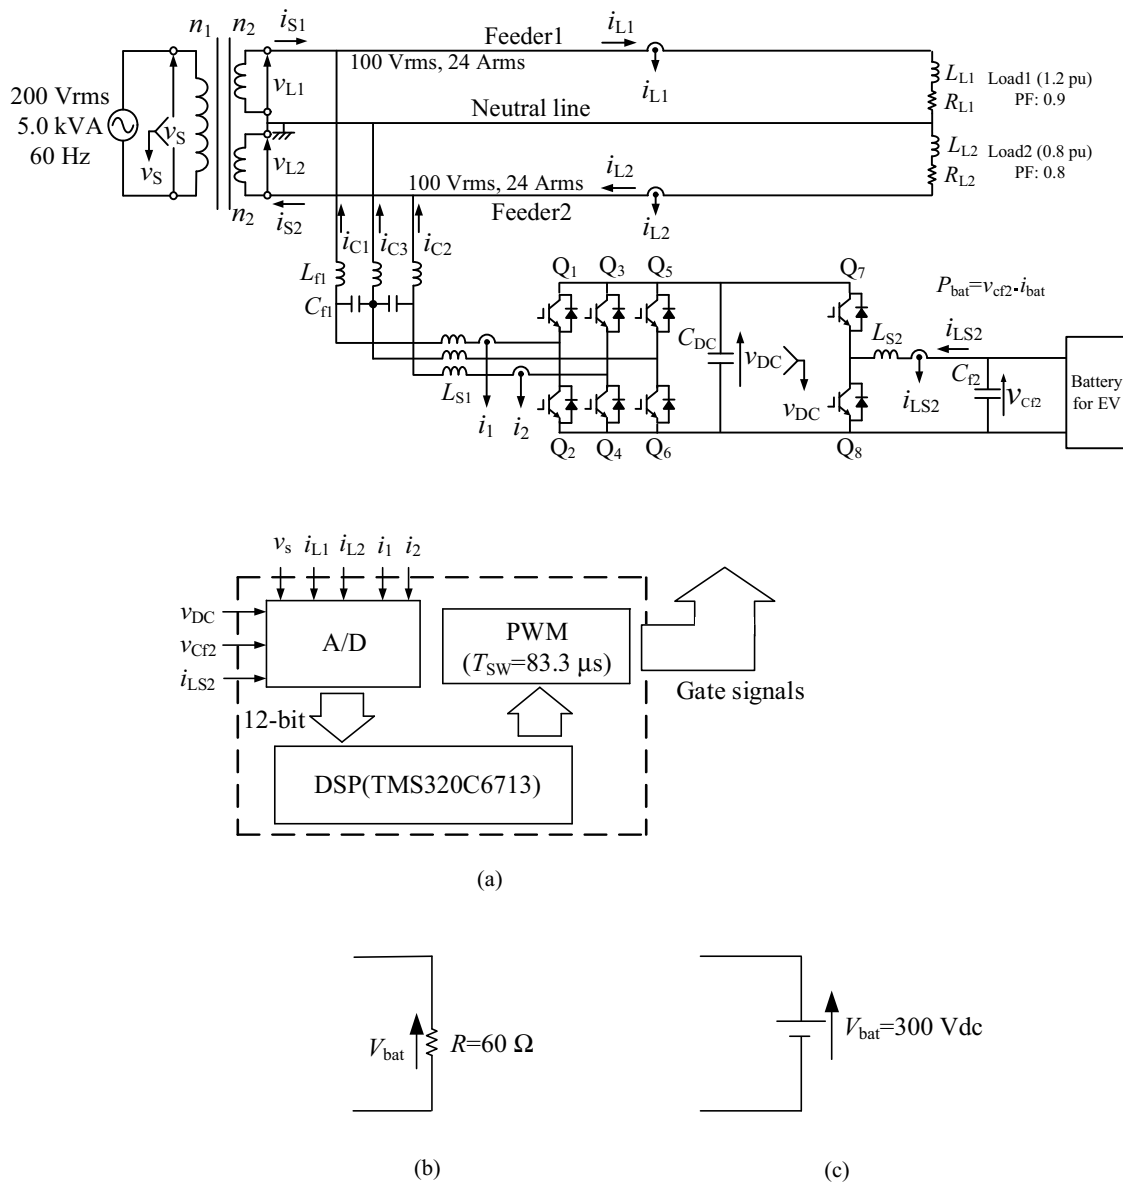 n1 n2 iS1
Feeder1
iL1
100 Vrms, 24 Arms
iL1
LL1 Load1 (1.2 pu)
RL1 PF: 0.9
200 Vrms
5.0 kVA
60 Hz
vS
vS
vL1
Neutral line
vL2
LL2 Load2 (0.8 pu)
RL2 PF: 0.8
100 Vrms, 24 Arms
iL2
n2 iS2
Feeder2
iL2
iC1 iC3 iC2
Lf1
Cf1
Q1 Q3 Q5 Q7
Pbat=vcf2·ibat
CDC
vDC
vDC
LS2
iLS2
iLS2
Cf2
vCf2
Battery
for EV
LS1
i1 i2
Q2 Q4 Q6 Q8
vs iL1 iL2 i1 i2
vDC
vCf2
iLS2
A/D
PWM
(TSW=83.3 μs)
Gate signals
12-bit
DSP(TMS320C6713)
(a)
Vbat R=60 Ω
Vbat=300 Vdc
(b)
(c)